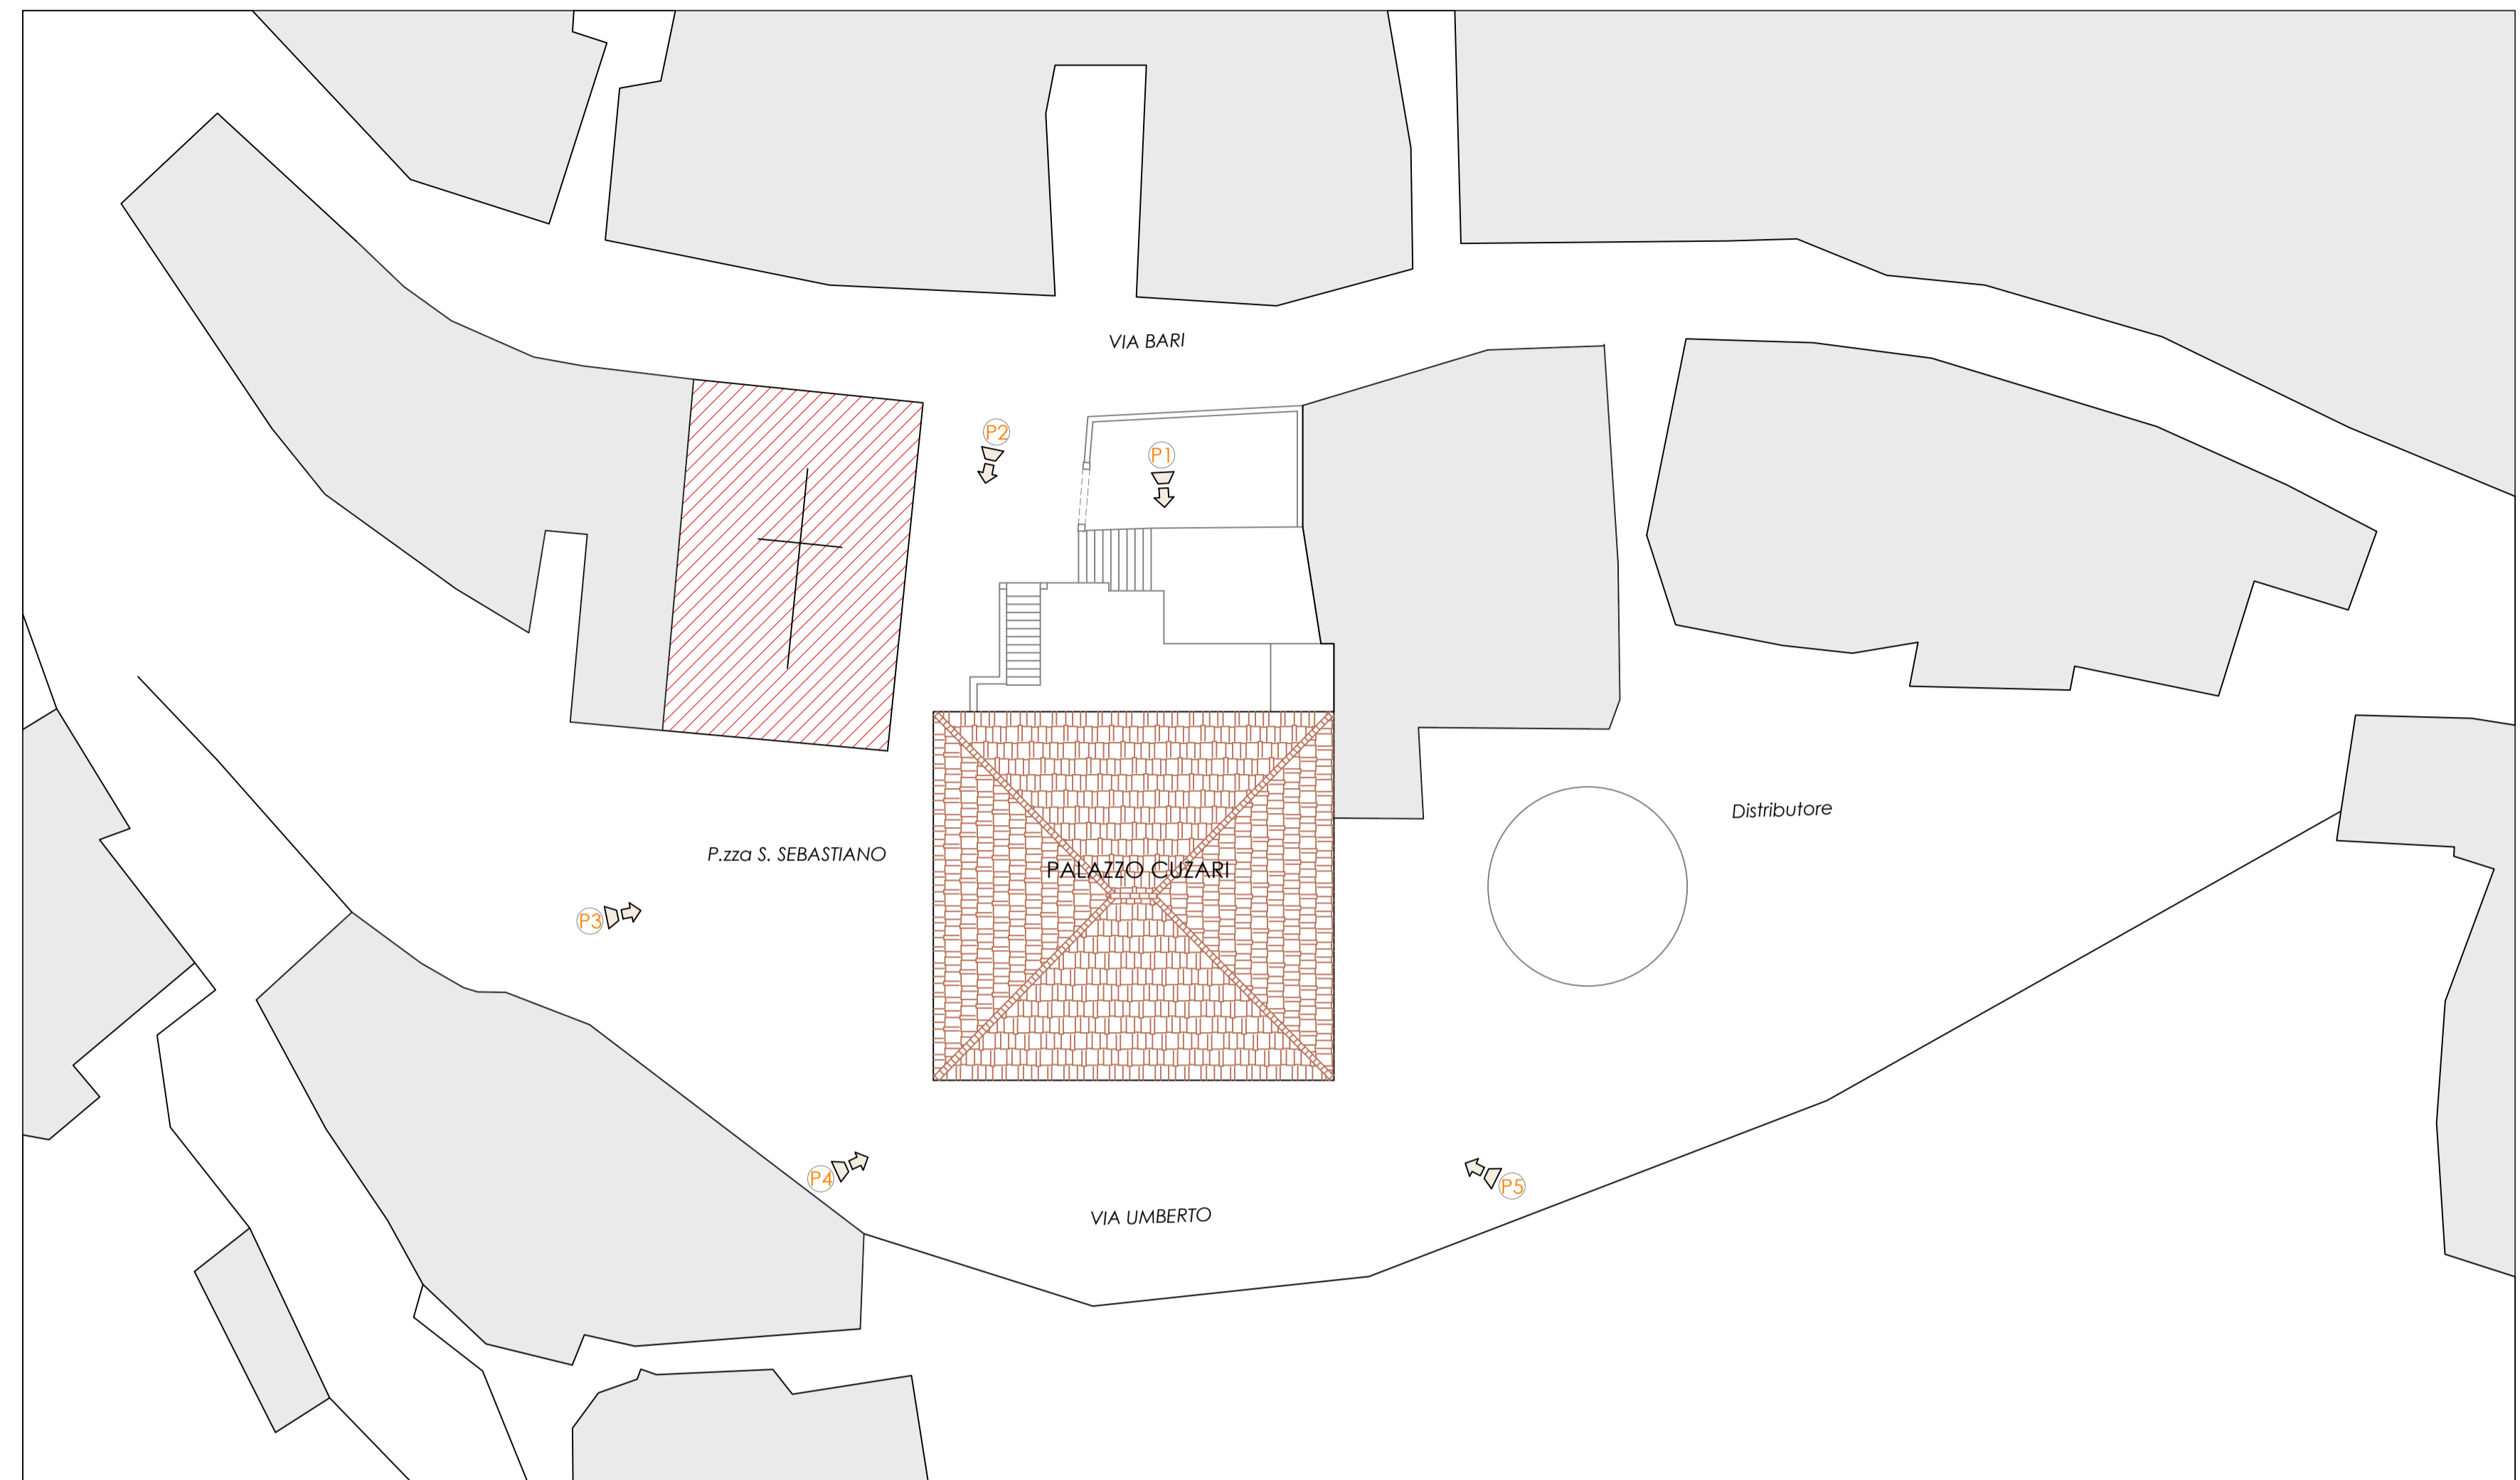 VIA BARI
P2
P1
Distributore
P.zza S. SEBASTIANO
PALAZZO CUZARI
P3
P4
P5
VIA UMBERTO